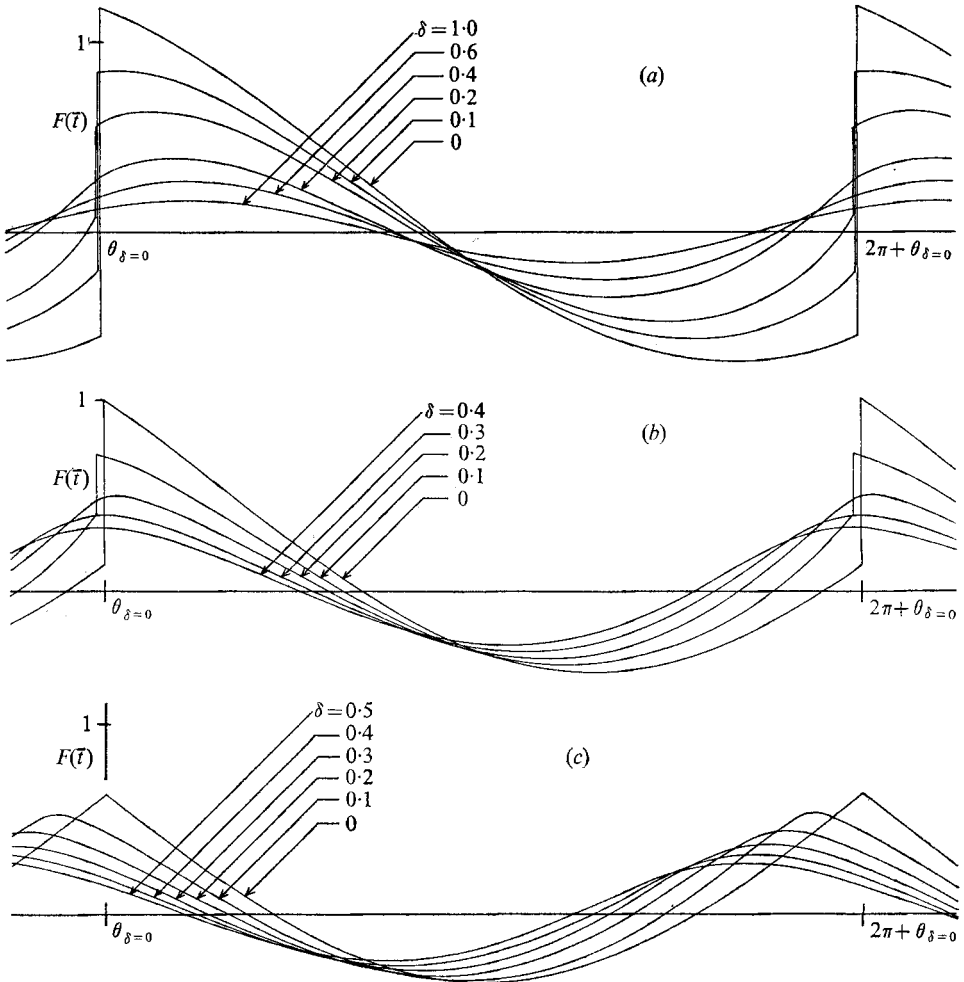 δ = 1·0
1
0·6
(a)
0·4
0·2
F(t̄)
0·1
0
θδ=0
2π + θδ=0
1
δ = 0·4
0·3
(b)
0·2
F(t̄)
0·1
0
θδ=0
2π + θδ=0
δ = 0·5
1
0·4
F(t̄)
0·3
(c)
0·2
0·1
0
θδ=0
2π + θδ=0